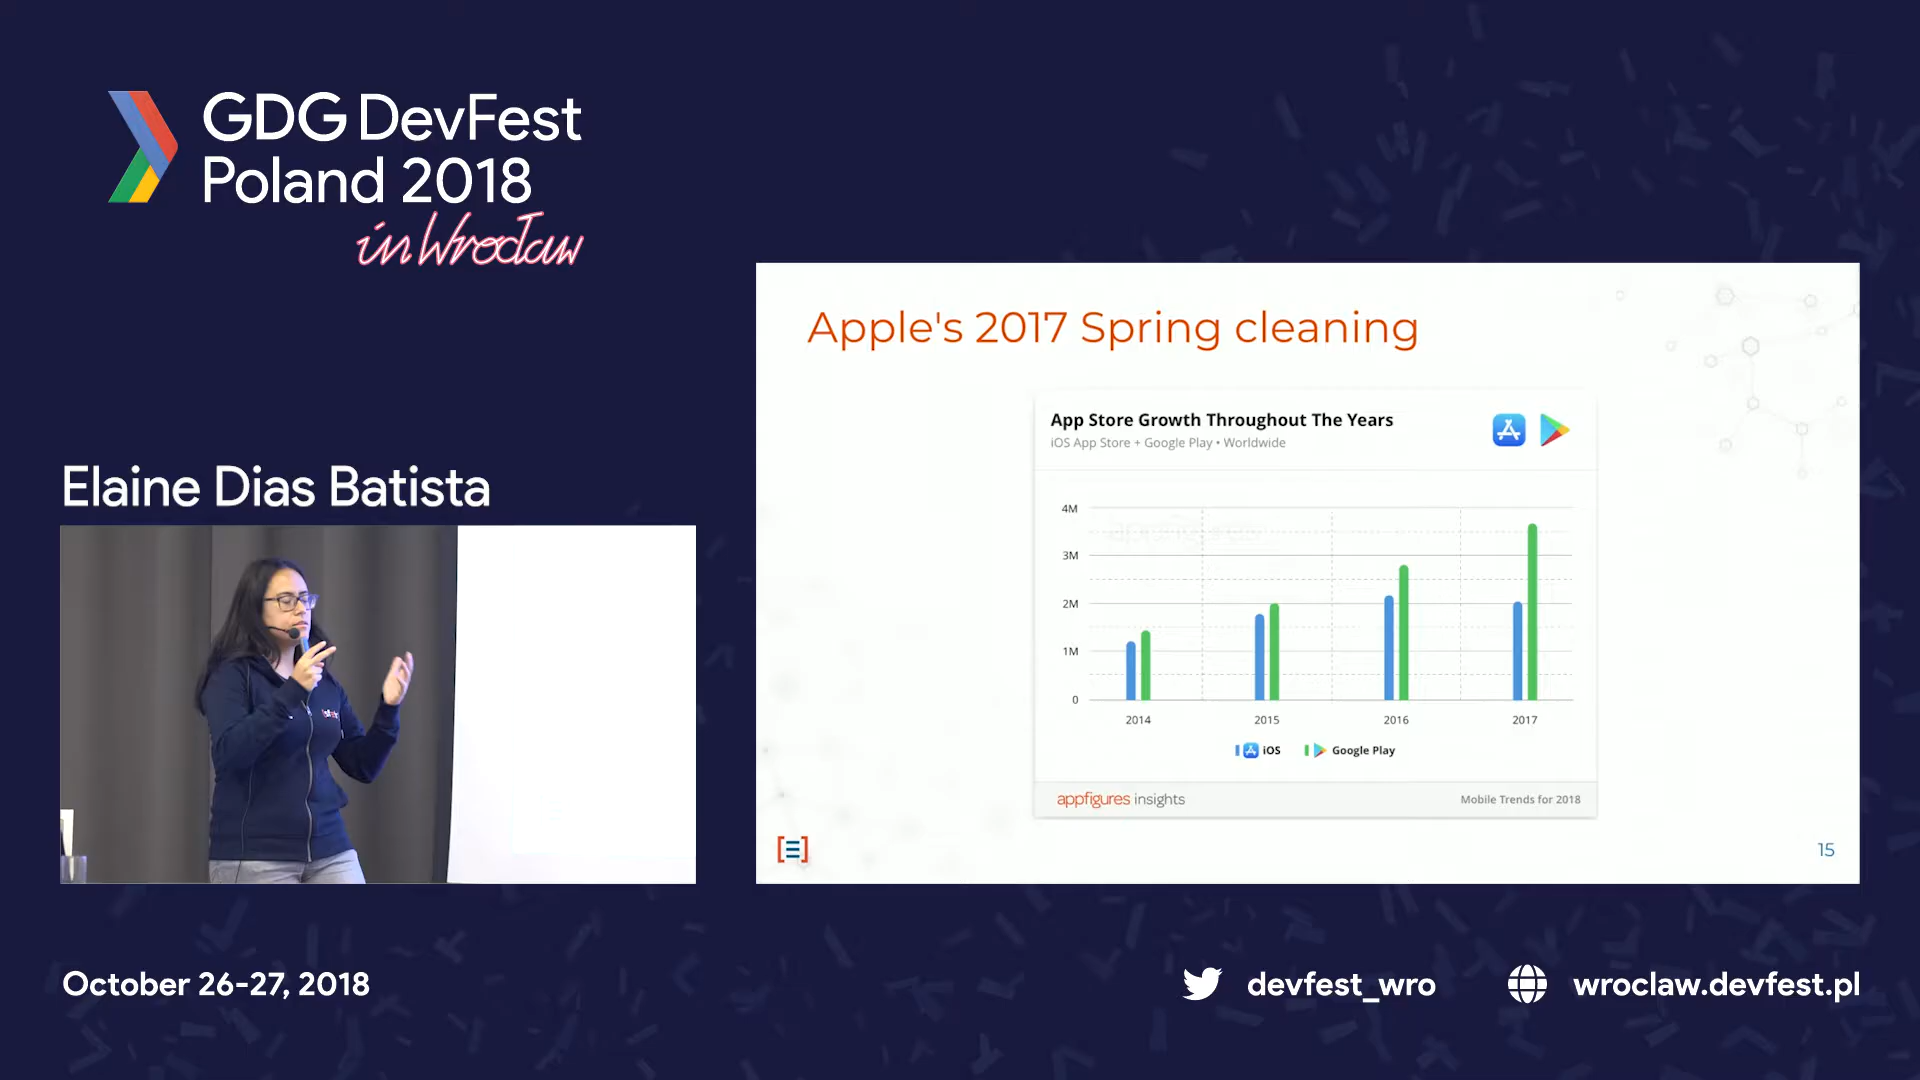 GDG DevFest
Poland 2018
in Wrocław
Elaine Dias Batista
Apple's 2017 Spring cleaning
App Store Growth Throughout The Years
iOS App Store + Google Play • Worldwide
4M
3M
2M
1M
0
2014
2015
2016
2017
iOS
Google Play
appfigures insights
Mobile Trends for 2018
15
October 26-27, 2018
devfest_wro
wroclaw.devfest.pl